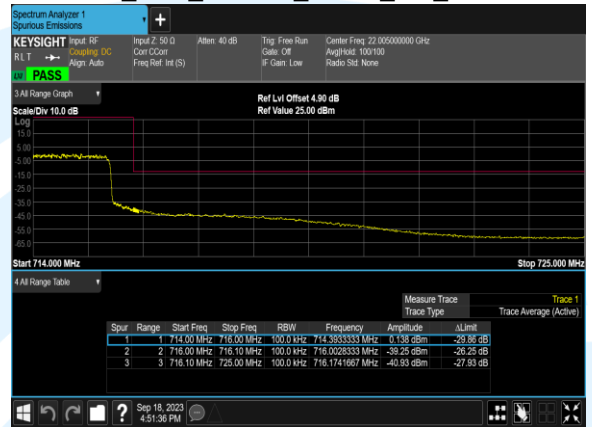 Spectrum Analyzer 1
Spurious Emissions
+
KEYSIGHT Input: RF Input Z: 50 Ω Atten: 40 dB Trig: Free Run Center Freq: 22.005000000 GHz
Coupling: DC Corr CCorr Gate: Off Avg|Hold: 100/100
RLT Align: Auto Freq Ref: Int (S) IF Gain: Low Radio Std: None
PASS
3 All Range Graph
Ref Lvl Offset 4.90 dB
Scale/Div 10.0 dB Ref Value 25.00 dBm
Log
15.0
5.00
-5.00
-15.0
-25.0
-35.0
-45.0
-55.0
-65.0
Start 714.000 MHz Stop 725.000 MHz
4 All Range Table
Measure Trace Trace 1
Trace Type Trace Average (Active)
Spur Range Start Freq Stop Freq RBW Frequency Amplitude ΔLimit
1 1 714.00 MHz 716.00 MHz 100.0 kHz 714.3933333 MHz 0.138 dBm -29.86 dB
2 2 716.00 MHz 716.10 MHz 100.0 kHz 716.0028333 MHz -39.25 dBm -26.25 dB
3 3 716.10 MHz 725.00 MHz 100.0 kHz 716.1741667 MHz -40.93 dBm -27.93 dB
? Sep 18, 2023
4:51:36 PM